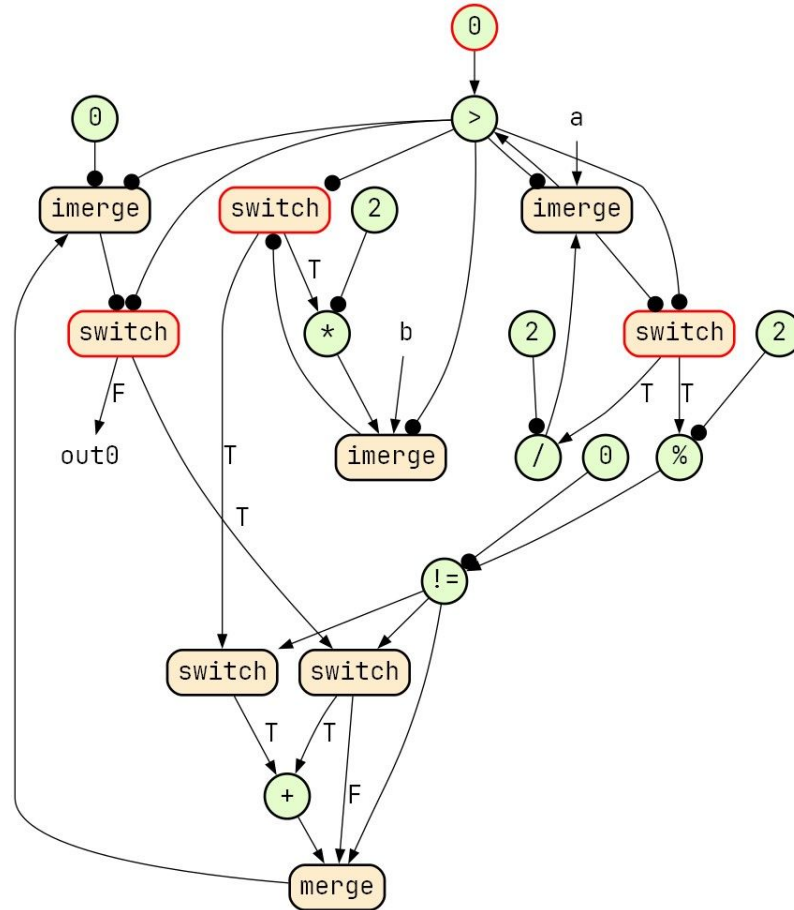 0
0
>
a
imerge
switch
2
imerge
T
switch
*
b
2
switch
2
F
T
T
out0
imerge
/
0
%
T
T
!=
switch
switch
T
T
+
F
merge